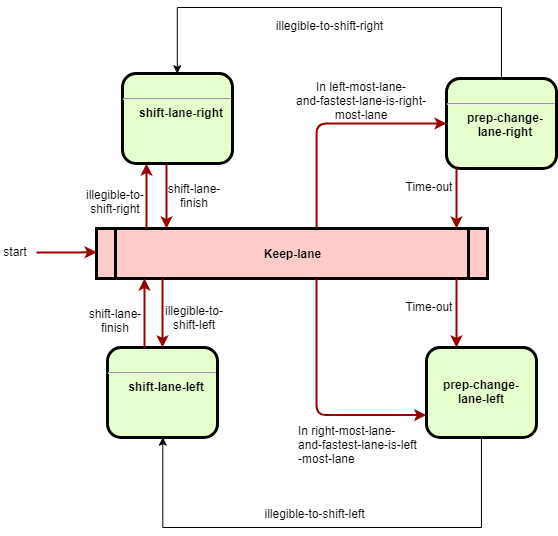 illegible-to-shift-right
In left-most-lane-
and-fastest-lane-is-right-
most-lane
shift-lane-right
prep-change-
lane-right
illegible-to-
shift-right
shift-lane-
finish
Time-out
start
Keep-lane
shift-lane-
finish
illegible-to-
shift-left
Time-out
shift-lane-left
prep-change-
lane-left
In right-most-lane-
and-fastest-lane-is-left
-most-lane
illegible-to-shift-left